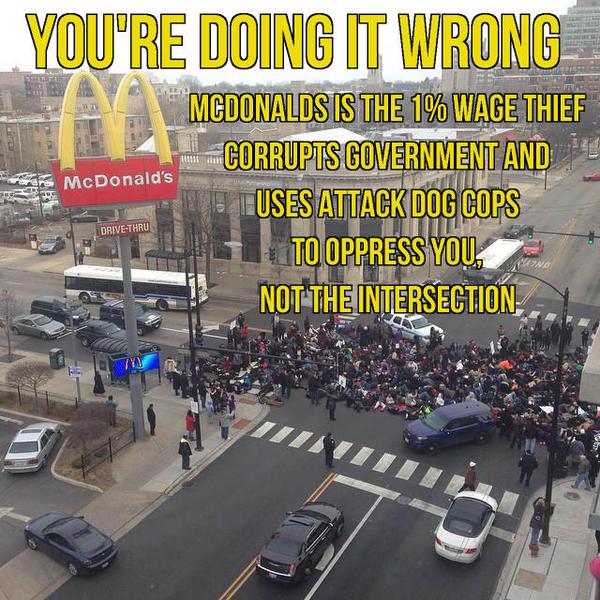 YOU'RE DOING IT WRONG
MCDONALDS IS THE 1% WAGE THIEF
CORRUPTS GOVERNMENT AND
USES ATTACK DOG COPS
TO OPPRESS YOU,
NOT THE INTERSECTION
McDonald's
DRIVE-THRU